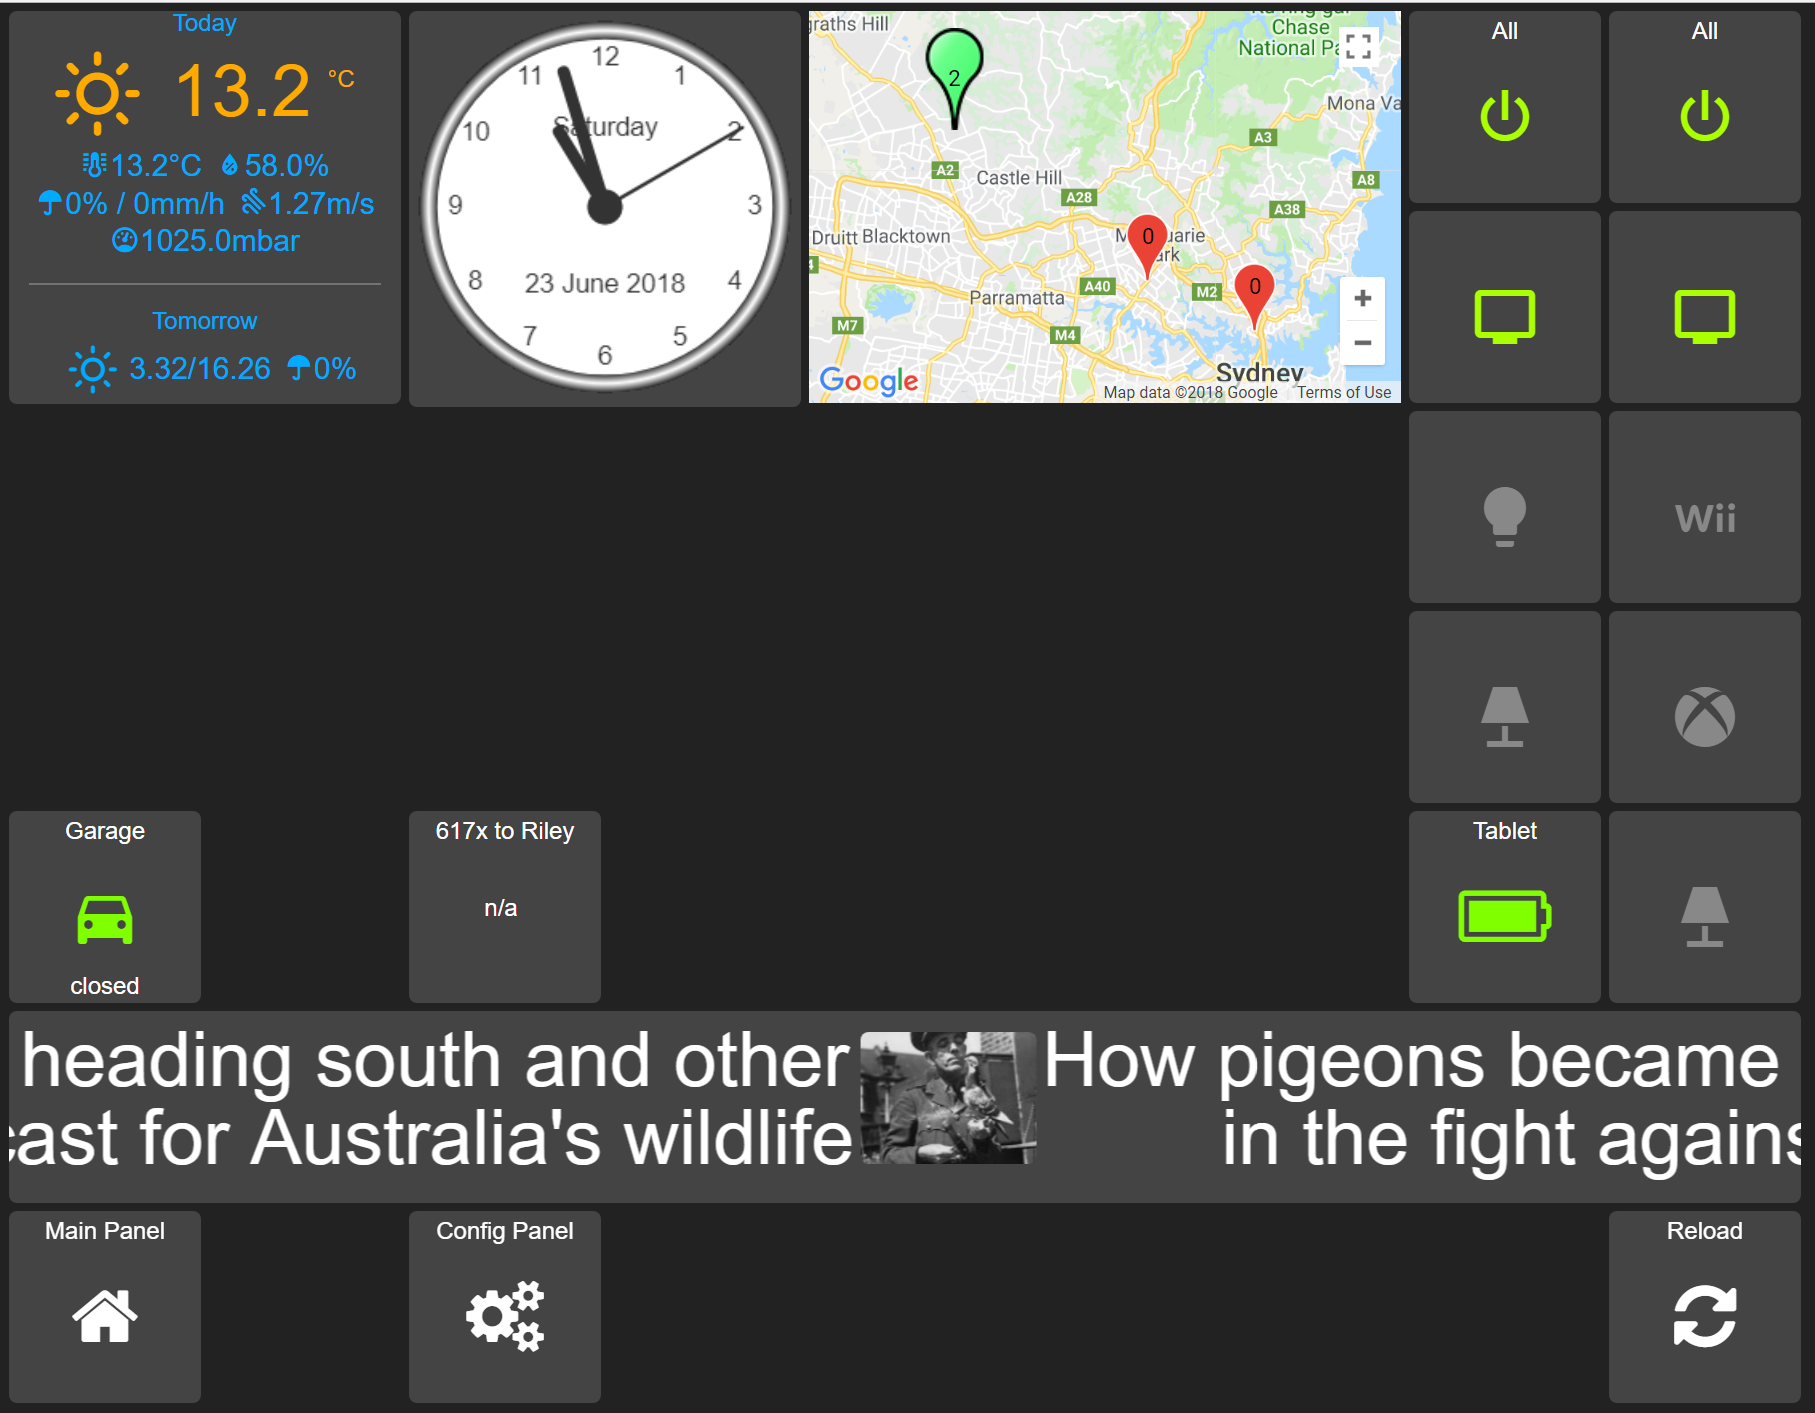 Today
13.2 °C
13.2°C 58.0%
0% / 0mm/h 1.27m/s
1025.0mbar
Tomorrow
3.32/16.26 0%
12
11 1
Saturday
10 2
9 3
8 4
23 June 2018
7 5
6
graths Hill
Chase
National Pa
2
Mona Va
A3
A2
Castle Hill
A28
A8
A38
Druitt Blacktown
0
M uarie
ark
A40
M2
0
Parramatta
M7
M4
+
−
Sydney
Google
Map data ©2018 Google Terms of Use
All
All
Wii
Garage
closed
617x to Riley
n/a
Tablet
heading south and other
cast for Australia's wildlife
How pigeons became
in the fight agains
Main Panel
Config Panel
Reload